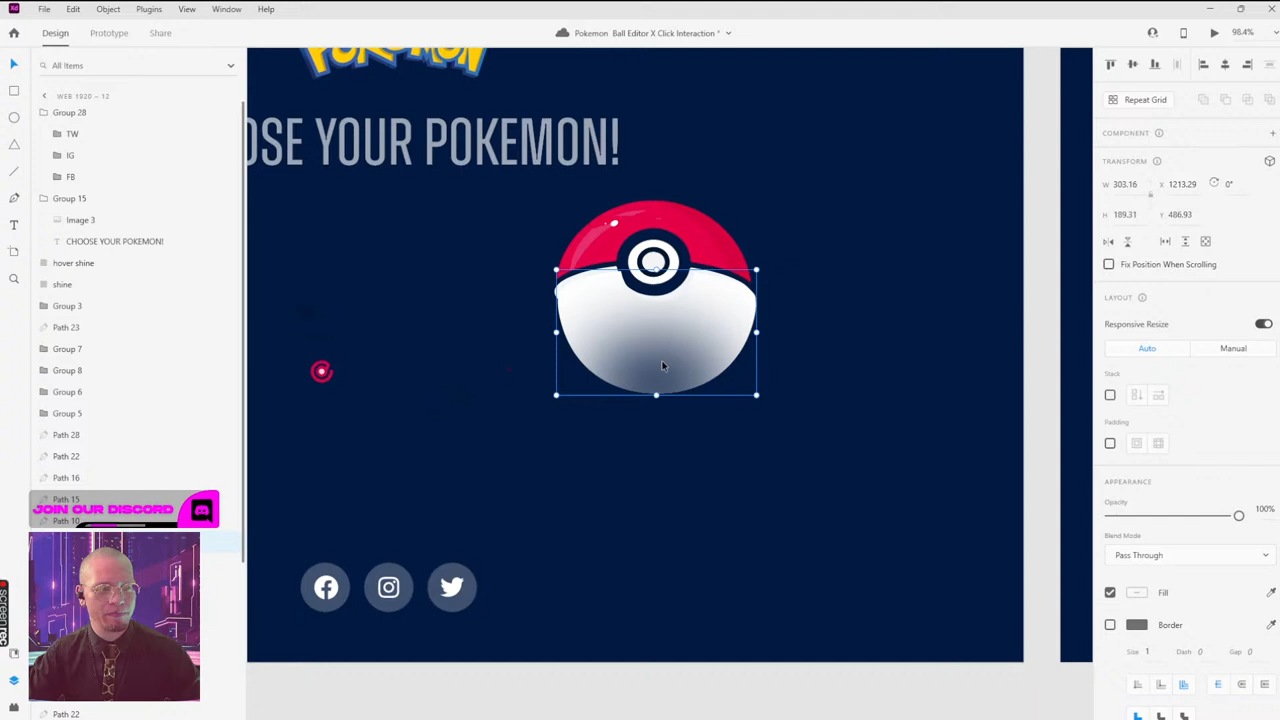 Xd File Edit Object Plugins View Window Help
Design Prototype Share
Pokemon Ball Editor X Click Interaction *
98.4%
All Items
WEB 1920 – 12
Group 28
TW
IG
FB
Group 15
Image 3
T CHOOSE YOUR POKEMON!
hover shine
shine
Group 3
Path 23
Group 7
Group 8
Group 6
Group 5
Path 28
Path 22
Path 16
Path 15
Path 10
JOIN OUR DISCORD
Path 22
screenrec
POKÉMON
OSE YOUR POKEMON!
Repeat Grid
COMPONENT
TRANSFORM
W 303.16 X 1213.29 0°
H 189.31 Y 486.93
Fix Position When Scrolling
LAYOUT
Responsive Resize
Auto Manual
Stack
Padding
APPEARANCE
Opacity
100%
Blend Mode
Pass Through
Fill
Border
Size 1 Dash 0 Gap 0